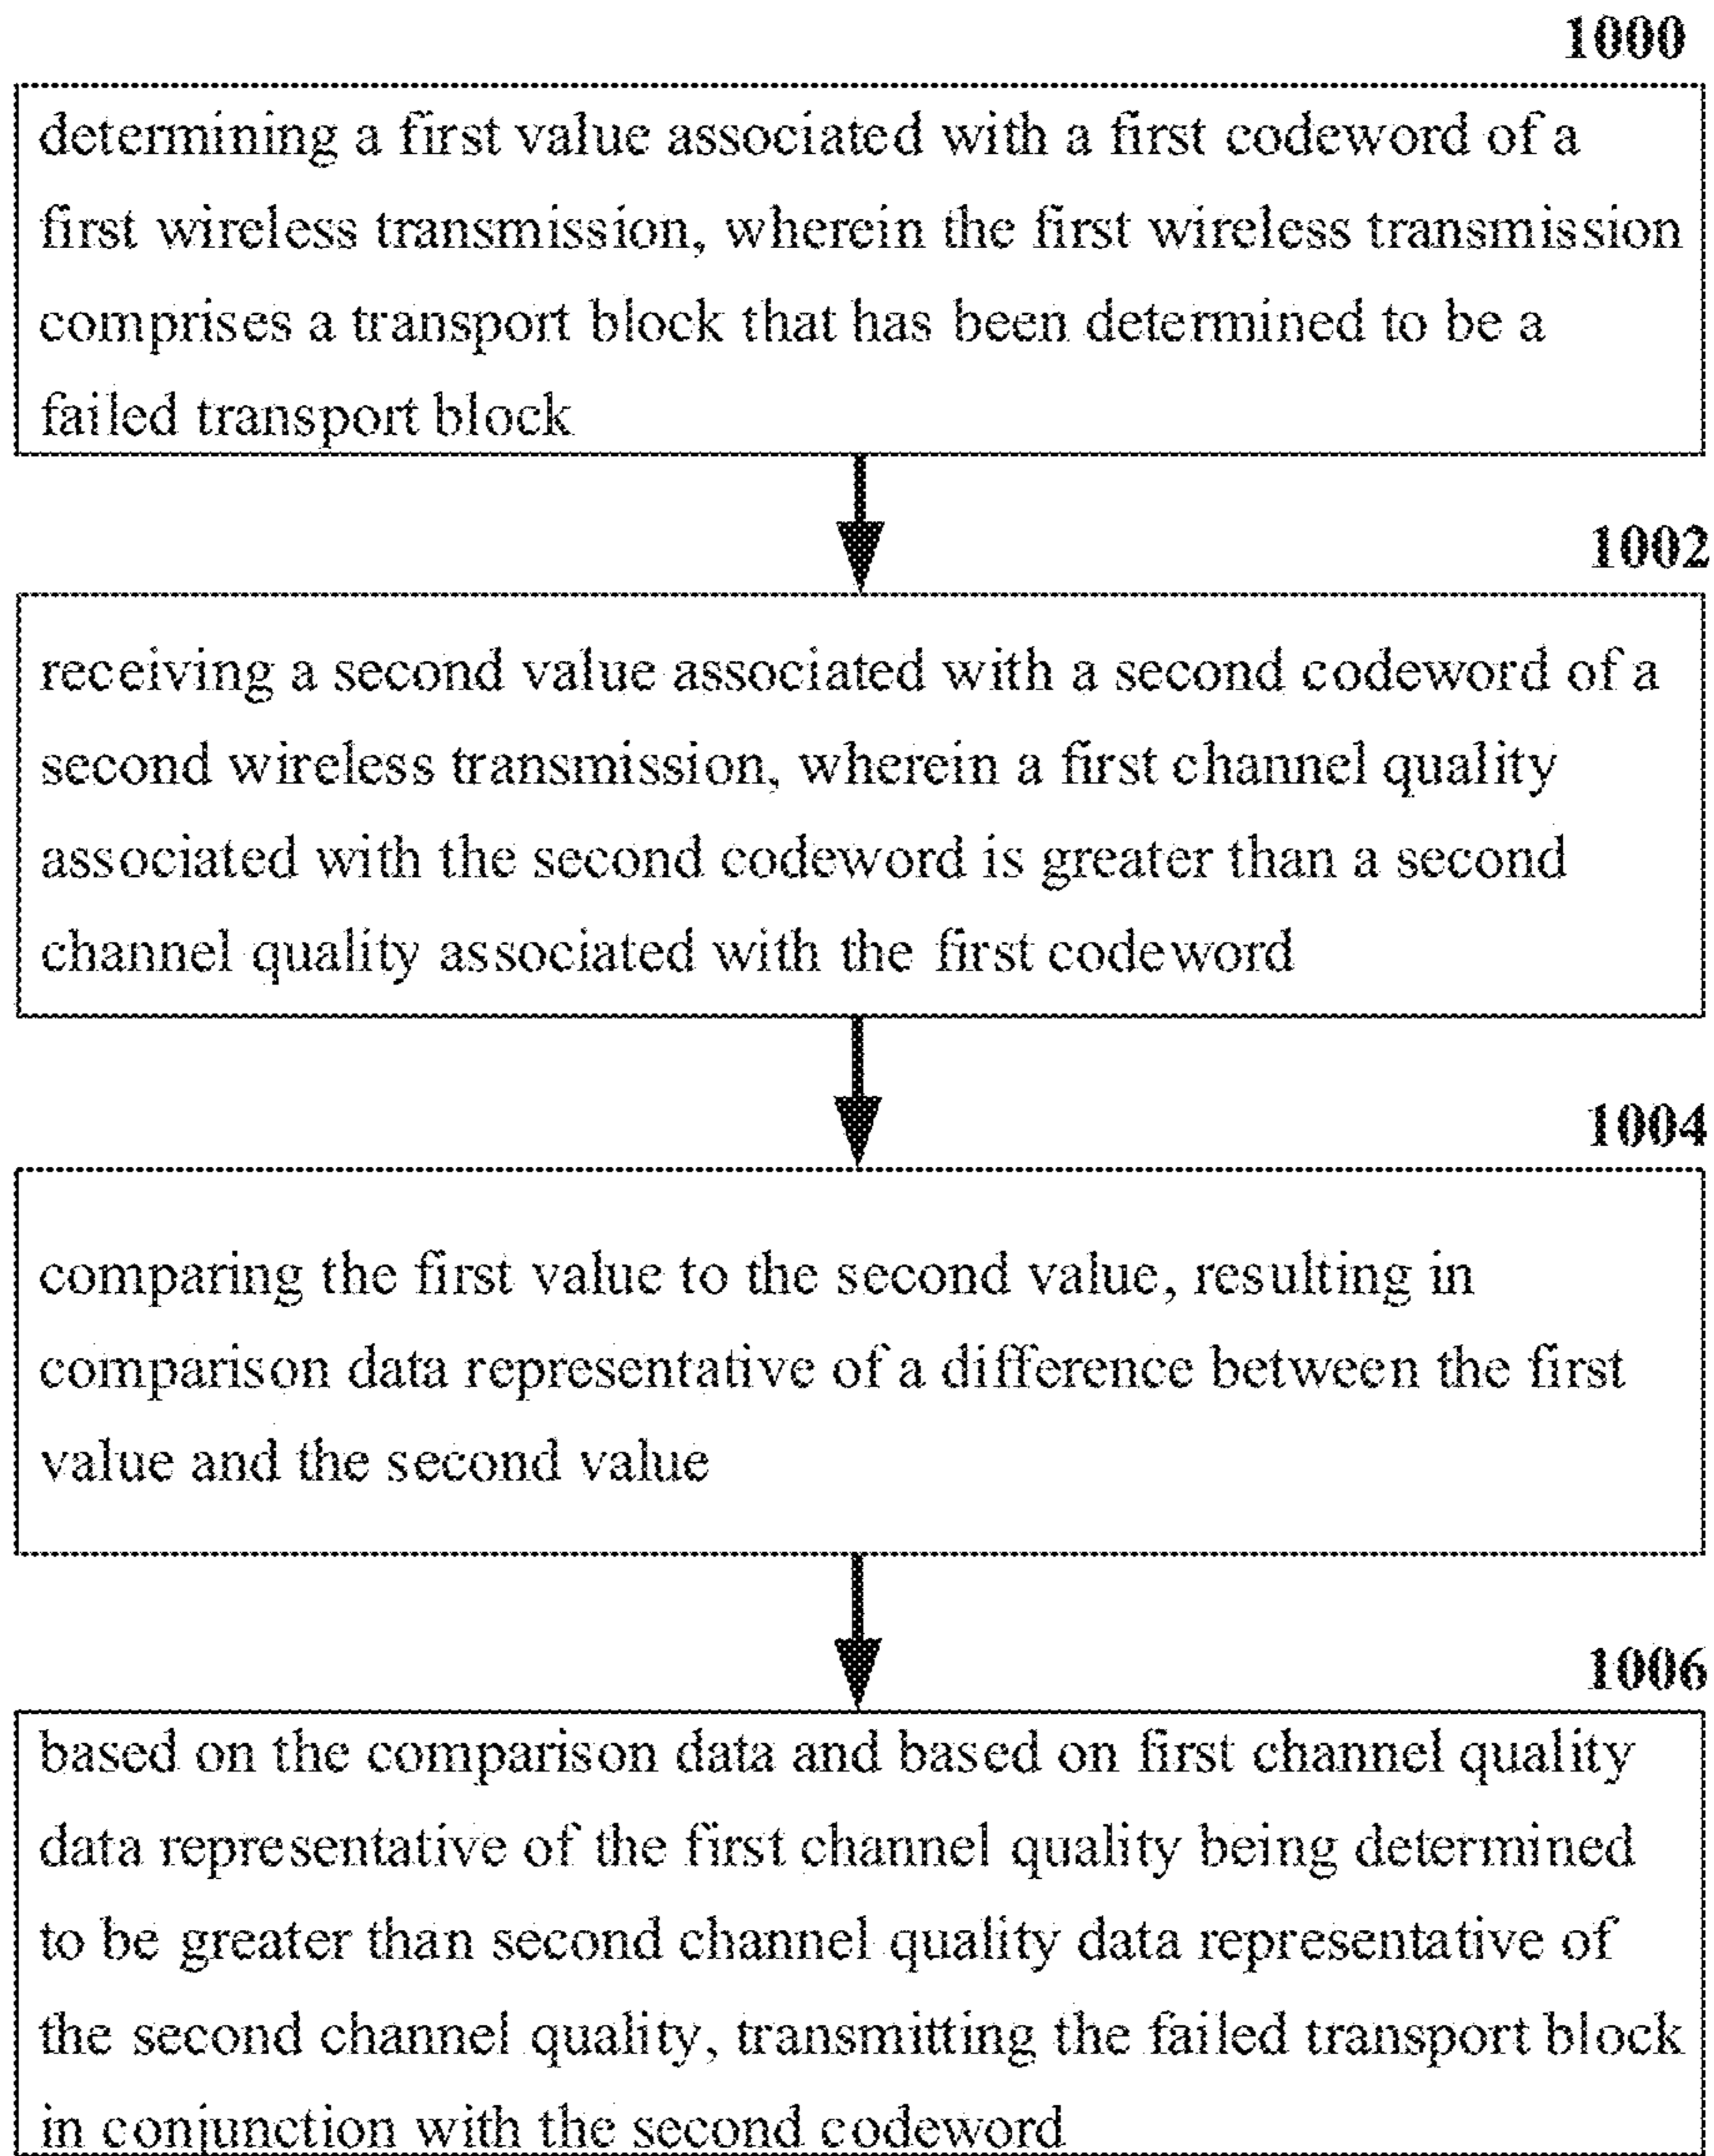 1000
determining a first value associated with a first codeword of a
first wireless transmission, wherein the first wireless transmission
comprises a transport block that has been determined to be a
failed transport block
1002
receiving a second value associated with a second codeword of a
second wireless transmission, wherein a first channel quality
associated with the second codeword is greater than a second
channel quality associated with the first codeword
1004
comparing the first value to the second value, resulting in
comparison data representative of a difference between the first
value and the second value
1006
based on the comparison data and based on first channel quality
data representative of the first channel quality being determined
to be greater than second channel quality data representative of
the second channel quality, transmitting the failed transport block
in conjunction with the second codeword